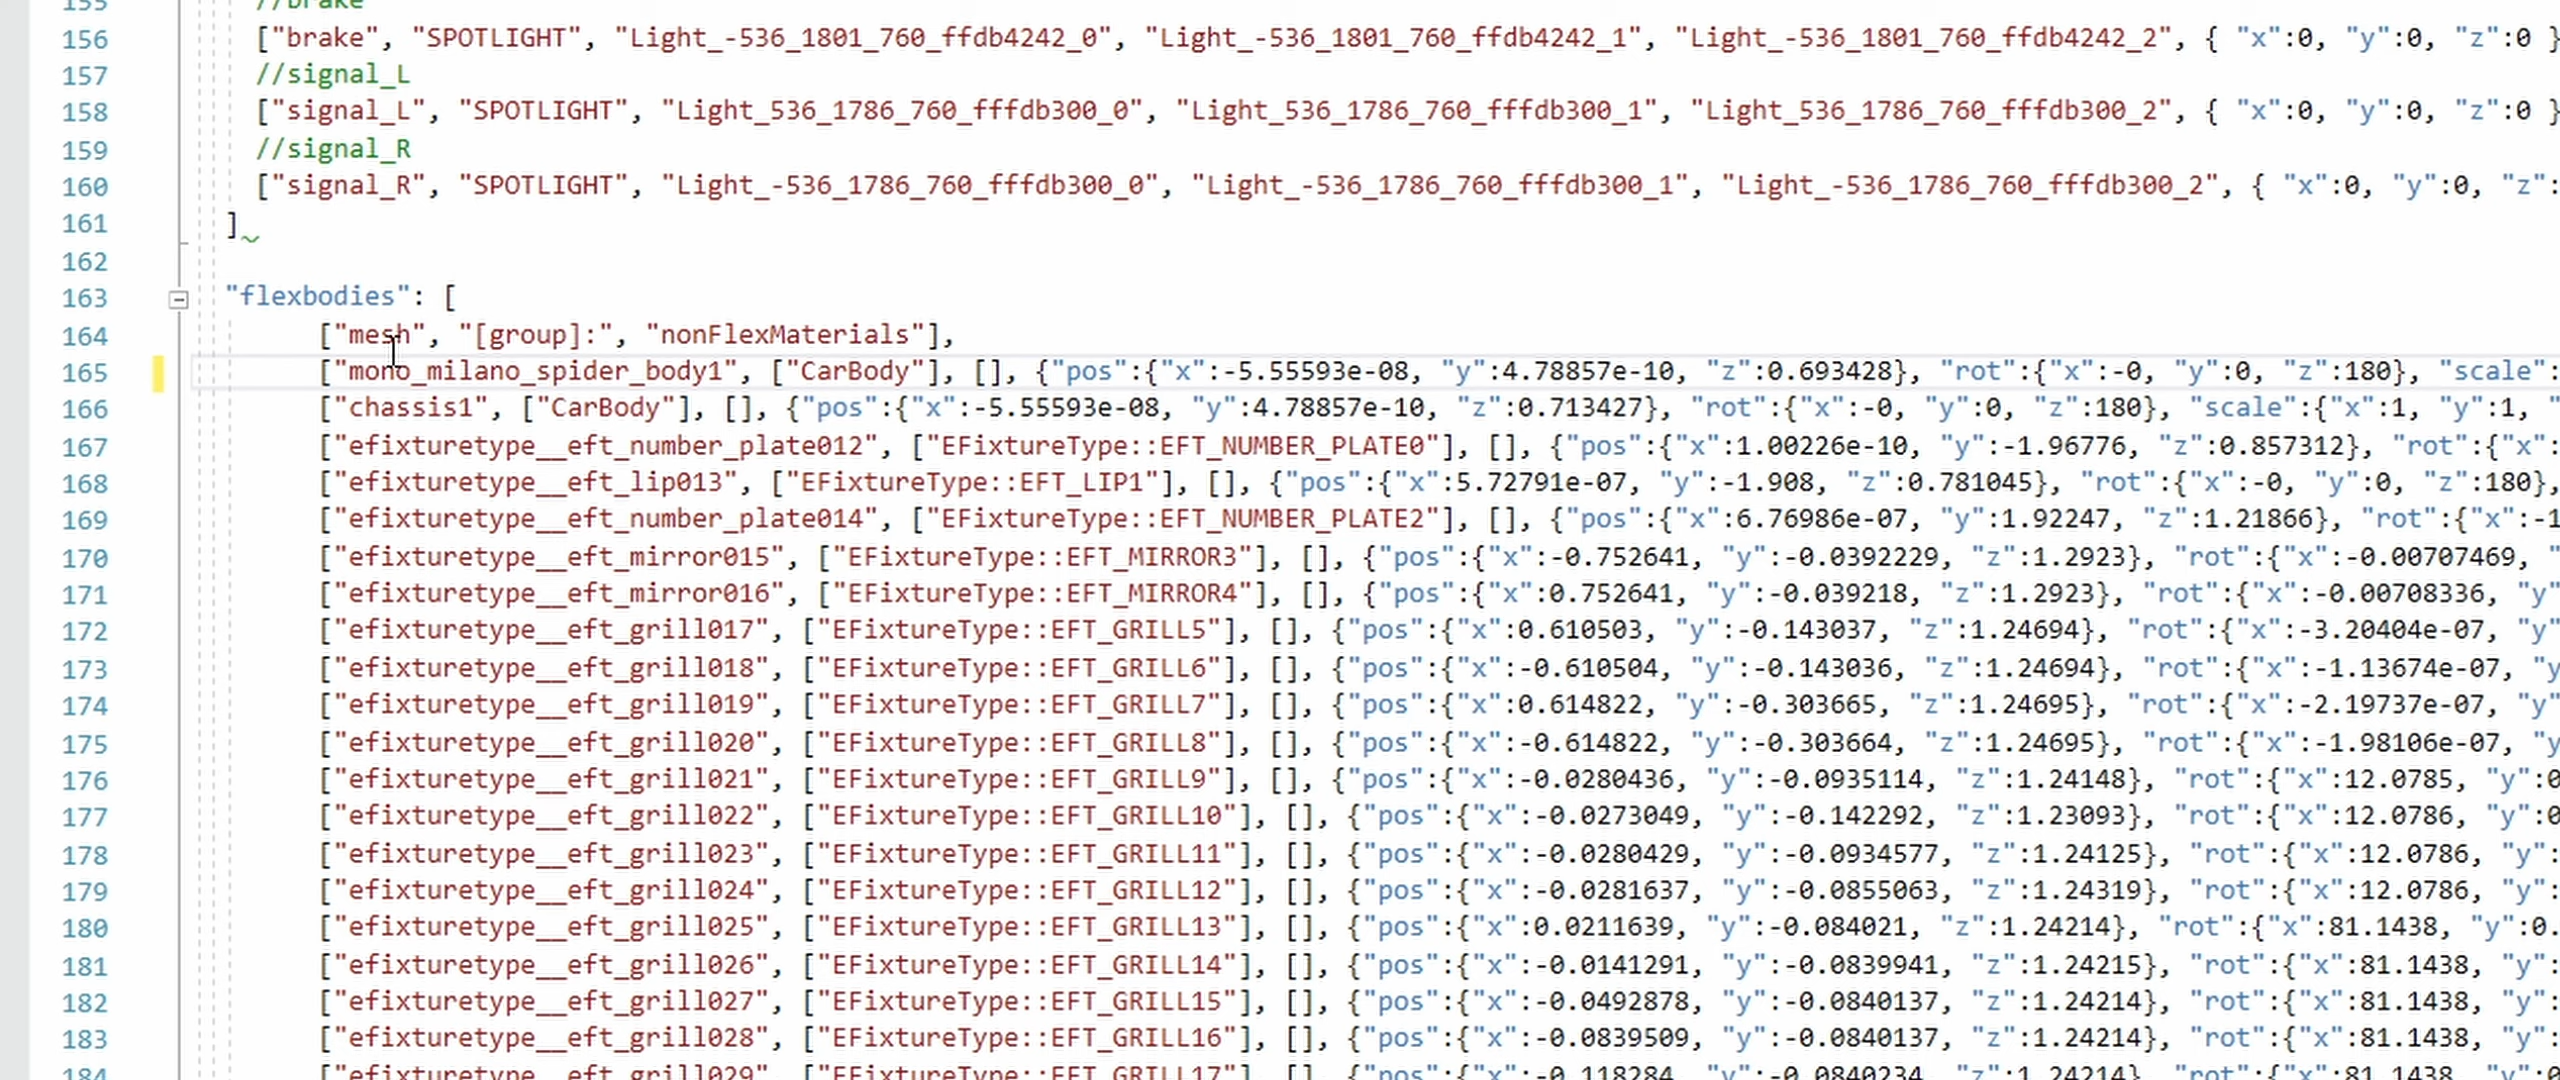 155 //brake
156 ["brake", "SPOTLIGHT", "Light_-536_1801_760_ffdb4242_0", "Light_-536_1801_760_ffdb4242_1", "Light_-536_1801_760_ffdb4242_2", { "x":0, "y":0, "z":0 }
157 //signal_L
158 ["signal_L", "SPOTLIGHT", "Light_536_1786_760_fffdb300_0", "Light_536_1786_760_fffdb300_1", "Light_536_1786_760_fffdb300_2", { "x":0, "y":0, "z":0 }
159 //signal_R
160 ["signal_R", "SPOTLIGHT", "Light_-536_1786_760_fffdb300_0", "Light_-536_1786_760_fffdb300_1", "Light_-536_1786_760_fffdb300_2", { "x":0, "y":0, "z":
161 ]
162
163 "flexbodies": [
164 ["mesh", "[group]:", "nonFlexMaterials"],
165 ["mono_milano_spider_body1", ["CarBody"], [], {"pos":{"x":-5.55593e-08, "y":4.78857e-10, "z":0.693428}, "rot":{"x":-0, "y":0, "z":180}, "scale":
166 ["chassis1", ["CarBody"], [], {"pos":{"x":-5.55593e-08, "y":4.78857e-10, "z":0.713427}, "rot":{"x":-0, "y":0, "z":180}, "scale":{"x":1, "y":1, "
167 ["efixturetype__eft_number_plate012", ["EFixtureType::EFT_NUMBER_PLATE0"], [], {"pos":{"x":1.00226e-10, "y":-1.96776, "z":0.857312}, "rot":{"x":
168 ["efixturetype__eft_lip013", ["EFixtureType::EFT_LIP1"], [], {"pos":{"x":5.72791e-07, "y":-1.908, "z":0.781045}, "rot":{"x":-0, "y":0, "z":180},
169 ["efixturetype__eft_number_plate014", ["EFixtureType::EFT_NUMBER_PLATE2"], [], {"pos":{"x":6.76986e-07, "y":1.92247, "z":1.21866}, "rot":{"x":-1
170 ["efixturetype__eft_mirror015", ["EFixtureType::EFT_MIRROR3"], [], {"pos":{"x":-0.752641, "y":-0.0392229, "z":1.2923}, "rot":{"x":-0.00707469, "
171 ["efixturetype__eft_mirror016", ["EFixtureType::EFT_MIRROR4"], [], {"pos":{"x":0.752641, "y":-0.039218, "z":1.2923}, "rot":{"x":-0.00708336, "y"
172 ["efixturetype__eft_grill017", ["EFixtureType::EFT_GRILL5"], [], {"pos":{"x":0.610503, "y":-0.143037, "z":1.24694}, "rot":{"x":-3.20404e-07, "y"
173 ["efixturetype__eft_grill018", ["EFixtureType::EFT_GRILL6"], [], {"pos":{"x":-0.610504, "y":-0.143036, "z":1.24694}, "rot":{"x":-1.13674e-07, "y
174 ["efixturetype__eft_grill019", ["EFixtureType::EFT_GRILL7"], [], {"pos":{"x":0.614822, "y":-0.303665, "z":1.24695}, "rot":{"x":-2.19737e-07, "y"
175 ["efixturetype__eft_grill020", ["EFixtureType::EFT_GRILL8"], [], {"pos":{"x":-0.614822, "y":-0.303664, "z":1.24695}, "rot":{"x":-1.98106e-07, "y
176 ["efixturetype__eft_grill021", ["EFixtureType::EFT_GRILL9"], [], {"pos":{"x":-0.0280436, "y":-0.0935114, "z":1.24148}, "rot":{"x":12.0785, "y":0
177 ["efixturetype__eft_grill022", ["EFixtureType::EFT_GRILL10"], [], {"pos":{"x":-0.0273049, "y":-0.142292, "z":1.23093}, "rot":{"x":12.0786, "y":0
178 ["efixturetype__eft_grill023", ["EFixtureType::EFT_GRILL11"], [], {"pos":{"x":-0.0280429, "y":-0.0934577, "z":1.24125}, "rot":{"x":12.0786, "y":
179 ["efixturetype__eft_grill024", ["EFixtureType::EFT_GRILL12"], [], {"pos":{"x":-0.0281637, "y":-0.0855063, "z":1.24319}, "rot":{"x":12.0786, "y":
180 ["efixturetype__eft_grill025", ["EFixtureType::EFT_GRILL13"], [], {"pos":{"x":0.0211639, "y":-0.084021, "z":1.24214}, "rot":{"x":81.1438, "y":0.
181 ["efixturetype__eft_grill026", ["EFixtureType::EFT_GRILL14"], [], {"pos":{"x":-0.0141291, "y":-0.0839941, "z":1.24215}, "rot":{"x":81.1438, "y":
182 ["efixturetype__eft_grill027", ["EFixtureType::EFT_GRILL15"], [], {"pos":{"x":-0.0492878, "y":-0.0840137, "z":1.24214}, "rot":{"x":81.1438, "y":
183 ["efixturetype__eft_grill028", ["EFixtureType::EFT_GRILL16"], [], {"pos":{"x":-0.0839509, "y":-0.0840137, "z":1.24214}, "rot":{"x":81.1438, "y":
184 ["efixturetype__eft_grill029", ["EFixtureType::EFT_GRILL17"], [], {"pos":{"x":-0.118284, "y":-0.0840234, "z":1.24214}, "rot":{"x":81.1438, "y":